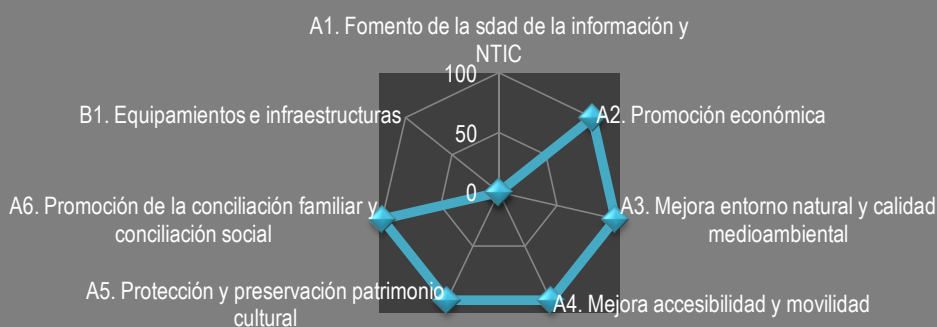 A1. Fomento de la sdad de la información y
NTIC
100
B1. Equipamientos e infraestructuras
A2. Promoción económica
50
0
A6. Promoción de la conciliación familiar y
conciliación social
A3. Mejora entorno natural y calidad
medioambiental
A5. Protección y preservación patrimonio
cultural
A4. Mejora accesibilidad y movilidad